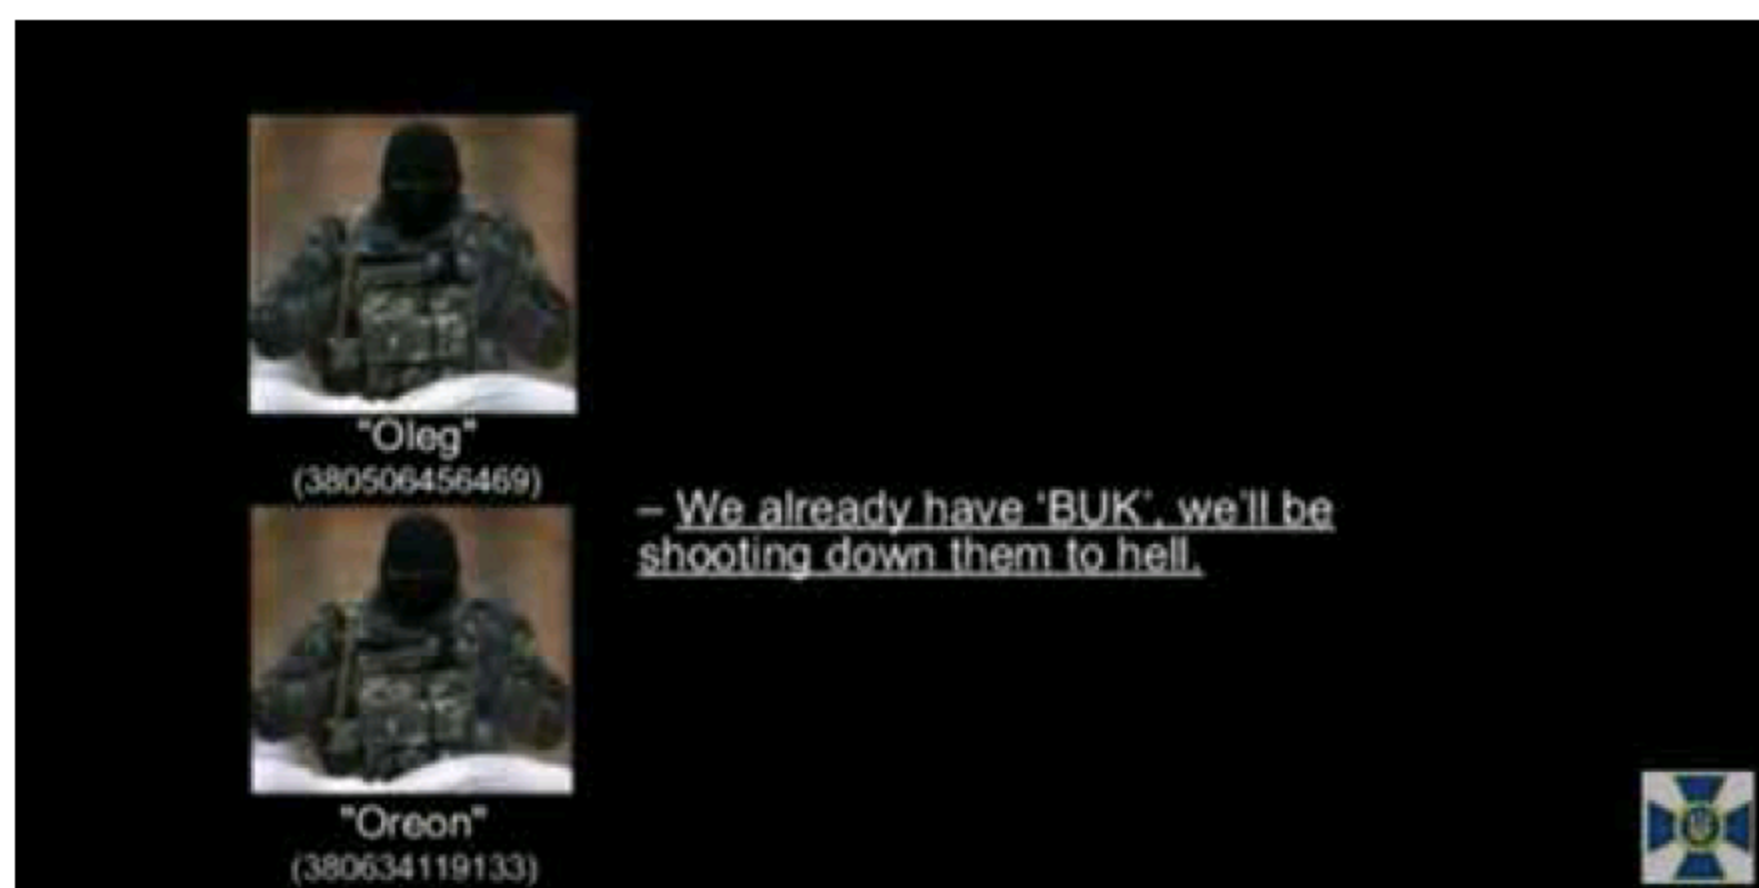 "Oleg"
(380506456469)
– We already have ‘BUK’, we’ll be
shooting down them to hell.
"Oreon"
(380634119133)